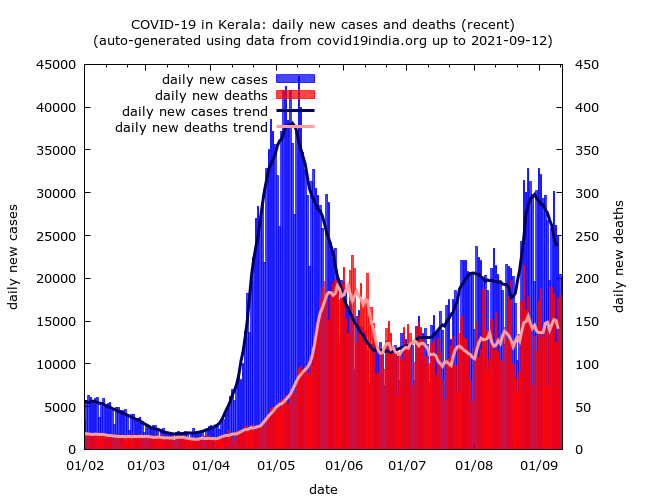 COVID-19 in Kerala: daily new cases and deaths (recent)
(auto-generated using data from covid19india.org up to 2021-09-12)
daily new cases
daily new deaths
daily new cases trend
daily new deaths trend
45000
40000
35000
30000
25000
20000
15000
10000
5000
0
450
400
350
300
250
200
150
100
50
0
daily new cases
daily new deaths
01/02 01/03 01/04 01/05 01/06 01/07 01/08 01/09
date